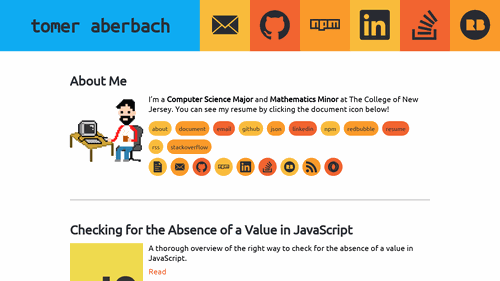 tomer aberbach
npm
in
RB
About Me
I'm a Computer Science Major and Mathematics Minor at The College of New
Jersey. You can see my resume by clicking the document icon below!
about document email github json linkedin npm redbubble resume
rss stackoverflow
Checking for the Absence of a Value in JavaScript
A thorough overview of the right way to check for the absence of a value in
JavaScript.
Read